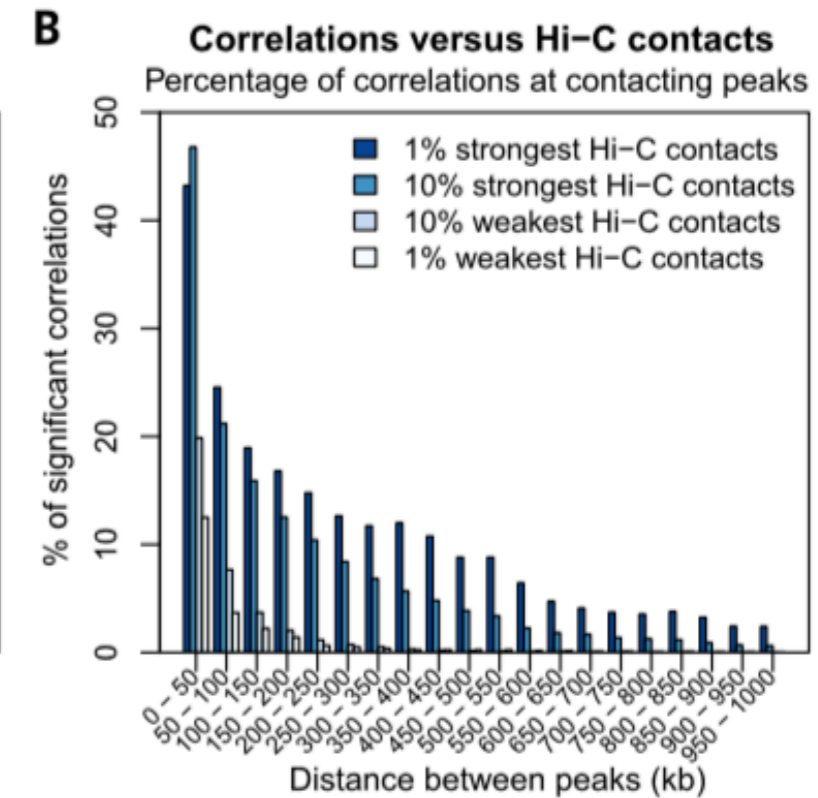 B
Correlations versus Hi−C contacts
Percentage of correlations at contacting peaks
50
40
30
20
10
0
% of significant correlations
1% strongest Hi−C contacts
10% strongest Hi−C contacts
10% weakest Hi−C contacts
1% weakest Hi−C contacts
0 − 50
50 − 100
100 − 150
150 − 200
200 − 250
250 − 300
300 − 350
350 − 400
400 − 450
450 − 500
500 − 550
550 − 600
600 − 650
650 − 700
700 − 750
750 − 800
800 − 850
850 − 900
900 − 950
950 − 1000
Distance between peaks (kb)